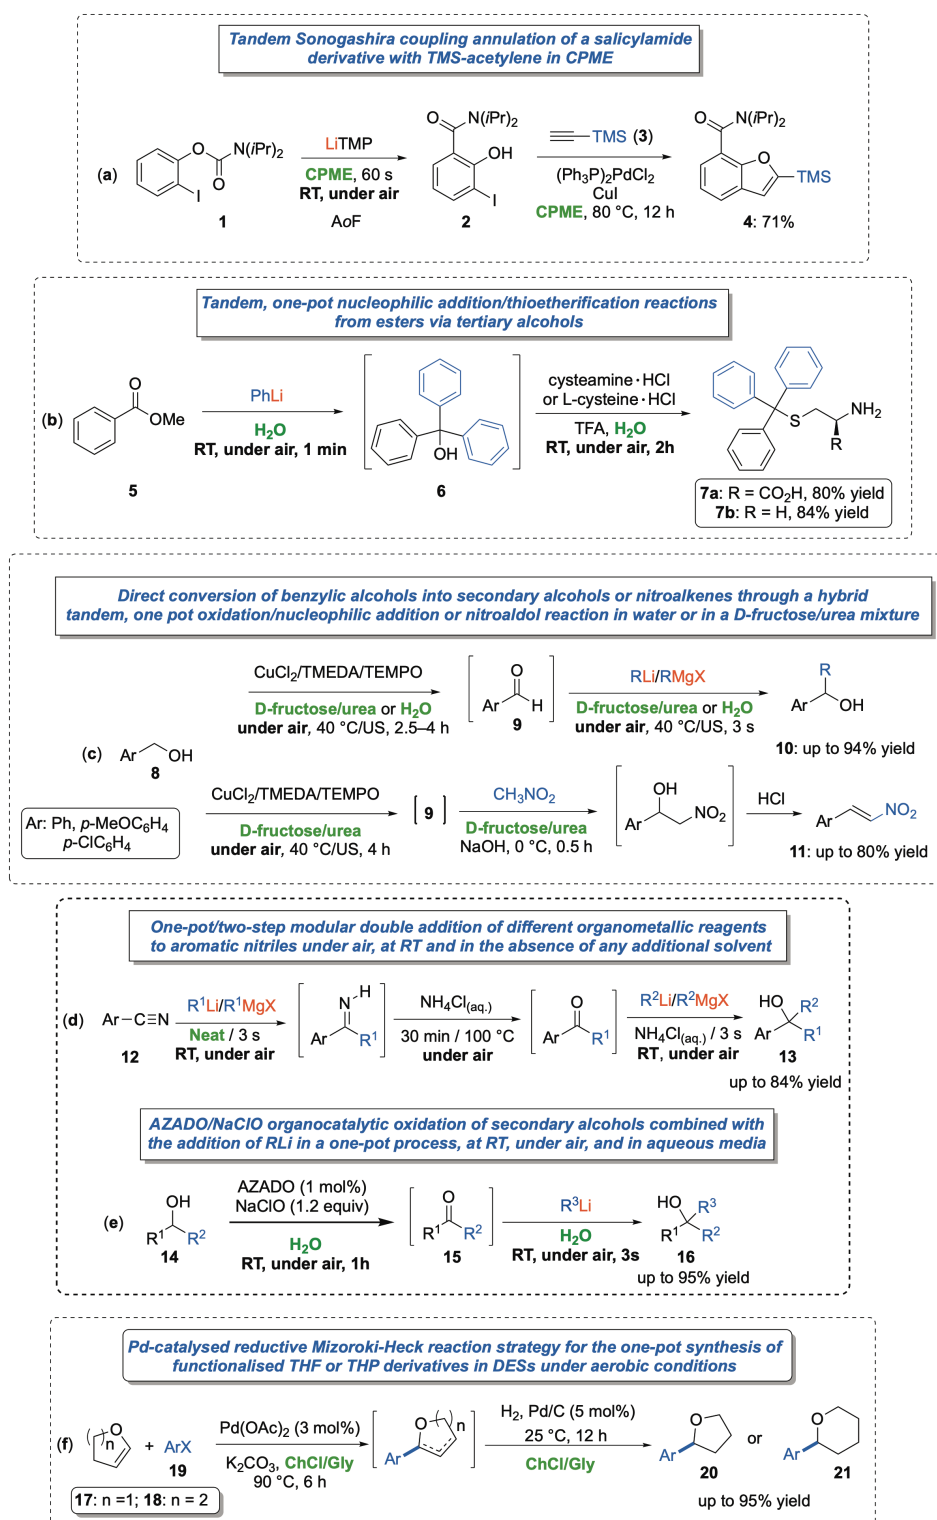 Tandem Sonogashira coupling annulation of a salicylamide
derivative with TMS-acetylene in CPME
(a)
O
N(iPr)₂
O
I
1
LiTMP
CPME, 60 s
RT, under air
AoF
O
N(iPr)₂
OH
I
2
TMS (3)
(Ph₃P)₂PdCl₂
CuI
CPME, 80 °C, 12 h
O
N(iPr)₂
O
TMS
4: 71%
Tandem, one-pot nucleophilic addition/thioetherification reactions
from esters via tertiary alcohols
(b)
O
OMe
5
PhLi
H₂O
RT, under air, 1 min
OH
6
cysteamine·HCl
or L-cysteine·HCl
TFA, H₂O
RT, under air, 2h
S
NH₂
R
7a: R = CO₂H, 80% yield
7b: R = H, 84% yield
Direct conversion of benzylic alcohols into secondary alcohols or nitroalkenes through a hybrid
tandem, one pot oxidation/nucleophilic addition or nitroaldol reaction in water or in a D-fructose/urea mixture
(c)
Ar
OH
8
Ar: Ph, p-MeOC₆H₄
p-ClC₆H₄
CuCl₂/TMEDA/TEMPO
D-fructose/urea or H₂O
under air, 40 °C/US, 2.5–4 h
O
Ar
H
9
RLi/RMgX
D-fructose/urea or H₂O
under air, 40 °C/US, 3 s
R
Ar
OH
10: up to 94% yield
CuCl₂/TMEDA/TEMPO
D-fructose/urea
under air, 40 °C/US, 4 h
[ 9 ]
CH₃NO₂
D-fructose/urea
NaOH, 0 °C, 0.5 h
OH
Ar
NO₂
HCl
Ar
NO₂
11: up to 80% yield
One-pot/two-step modular double addition of different organometallic reagents
to aromatic nitriles under air, at RT and in the absence of any additional solvent
(d)
Ar–C≡N
12
R¹Li/R¹MgX
Neat / 3 s
RT, under air
H
N
Ar
R¹
NH₄Cl(aq.)
30 min / 100 °C
under air
O
Ar
R¹
R²Li/R²MgX
NH₄Cl(aq.) / 3 s
RT, under air
HO
R²
Ar
R¹
13
up to 84% yield
AZADO/NaClO organocatalytic oxidation of secondary alcohols combined with
the addition of RLi in a one-pot process, at RT, under air, and in aqueous media
(e)
OH
R¹
R²
14
AZADO (1 mol%)
NaClO (1.2 equiv)
H₂O
RT, under air, 1h
O
R¹
R²
15
R³Li
H₂O
RT, under air, 3s
HO
R³
R¹
R²
16
up to 95% yield
Pd-catalysed reductive Mizoroki-Heck reaction strategy for the one-pot synthesis of
functionalised THF or THP derivatives in DESs under aerobic conditions
(f)
( )n
O
+
ArX
19
17: n =1; 18: n = 2
Pd(OAc)₂ (3 mol%)
K₂CO₃, ChCl/Gly
90 °C, 6 h
O
( )n
Ar
H₂, Pd/C (5 mol%)
25 °C, 12 h
ChCl/Gly
O
Ar
20
or
O
Ar
21
up to 95% yield